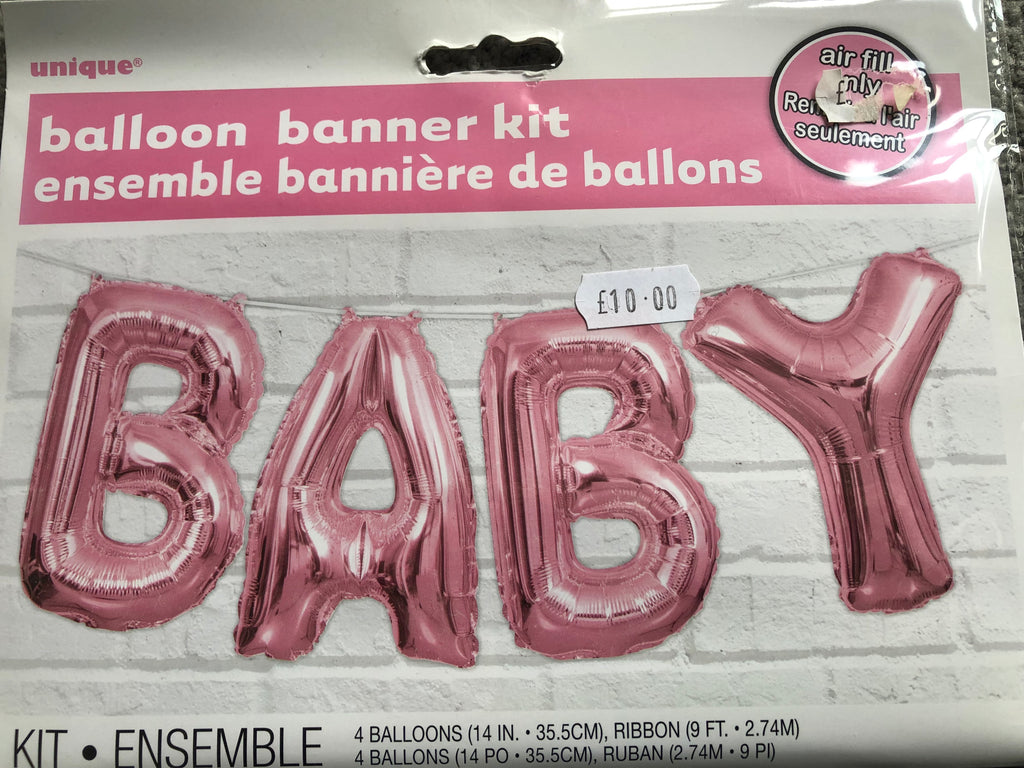 unique®
balloon banner kit
ensemble bannière de ballons
air fill
l'air
seulement
£10.00
BABY
KIT • ENSEMBLE
4 BALLOONS (14 IN. • 35.5CM), RIBBON (9 FT. • 2.74M)
4 BALLONS (14 PO • 35.5CM), RUBAN (2.74M • 9 PI)